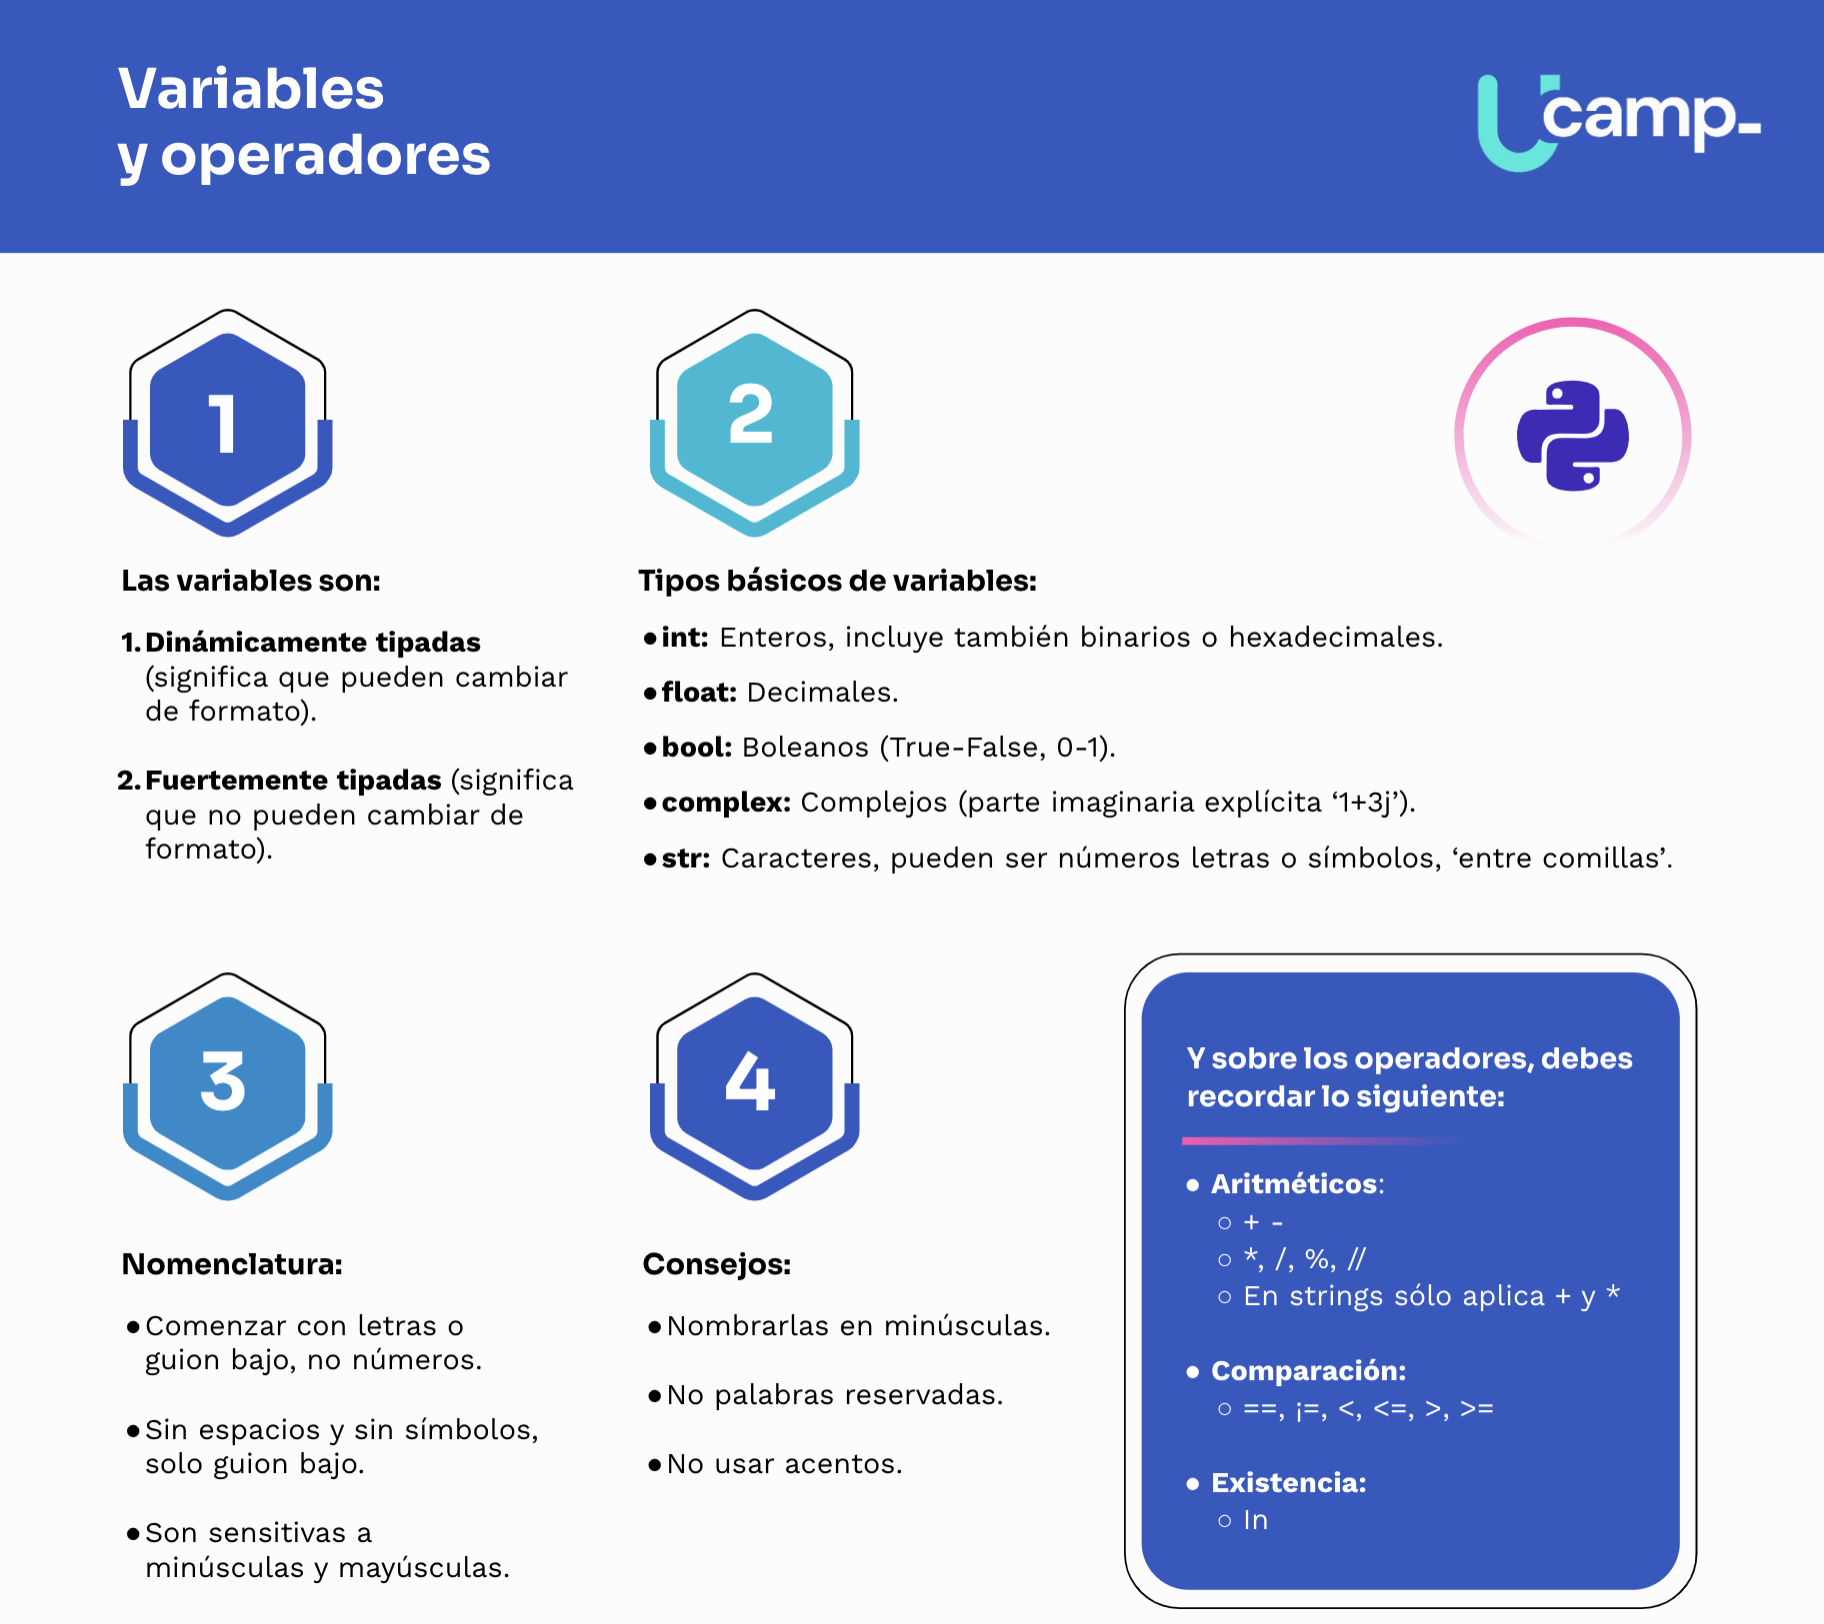 Variables
y operadores
Ucamp_
1
Las variables son:
1. Dinámicamente tipadas
(significa que pueden cambiar
de formato).
2. Fuertemente tipadas (significa
que no pueden cambiar de
formato).
2
Tipos básicos de variables:
● int: Enteros, incluye también binarios o hexadecimales.
● float: Decimales.
● bool: Boleanos (True-False, 0-1).
● complex: Complejos (parte imaginaria explícita ‘1+3j’).
● str: Caracteres, pueden ser números letras o símbolos, ‘entre comillas’.
3
Nomenclatura:
● Comenzar con letras o
guion bajo, no números.
● Sin espacios y sin símbolos,
solo guion bajo.
● Son sensitivas a
minúsculas y mayúsculas.
4
Consejos:
● Nombrarlas en minúsculas.
● No palabras reservadas.
● No usar acentos.
Y sobre los operadores, debes
recordar lo siguiente:
● Aritméticos:
○ + -
○ *, /, %, //
○ En strings sólo aplica + y *
● Comparación:
○ ==, ¡=, <, <=, >, >=
● Existencia:
○ In